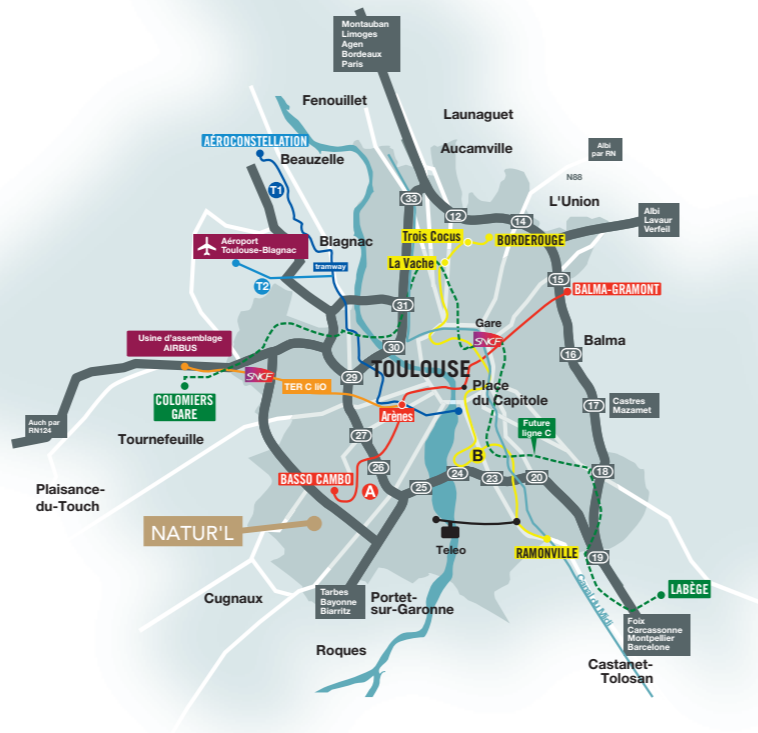 Montauban
Limoges
Agen
Bordeaux
Paris
Fenouillet
Launaguet
AÉROCONSTELLATION
Aucamville
Albi
par RN
Beauzelle
N88
T1
33
L'Union
12
14
Albi
Lavaur
Verfeil
Trois Cocus
BORDEROUGE
Aéroport
Toulouse-Blagnac
Blagnac
La Vache
tramway
15
T2
BALMA-GRAMONT
31
Gare
SNCF
Usine d'assemblage
AIRBUS
30
Balma
16
TOULOUSE
SNCF
29
TER C liO
Place
du Capitole
COLOMIERS
GARE
Arènes
17
Castres
Mazamet
Auch par
RN124
Tournefeuille
27
Future
ligne C
B
26
18
BASSO CAMBO
A
25
24
23
20
Plaisance-
du-Touch
NATUR'L
Teleo
RAMONVILLE
19
Canal du Midi
LABÈGE
Cugnaux
Tarbes
Bayonne
Biarritz
Portet-
sur-Garonne
Foix
Carcassonne
Montpellier
Barcelone
Roques
Castanet-
Tolosan